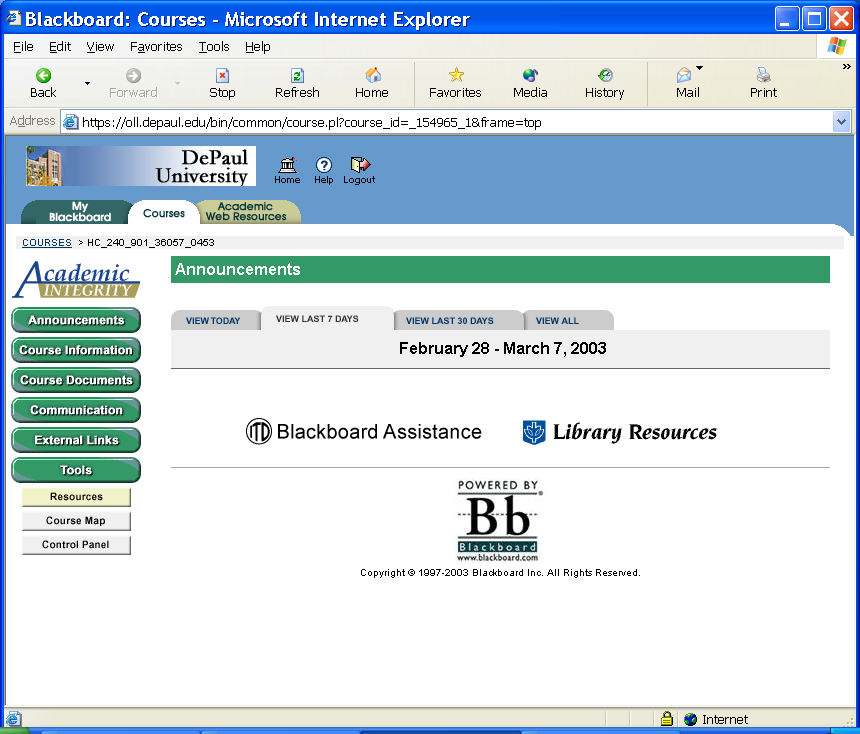 Blackboard: Courses - Microsoft Internet Explorer
File Edit View Favorites Tools Help
Back Forward Stop Refresh Home Favorites Media History Mail Print
Address https://oll.depaul.edu/bin/common/course.pl?course_id=_154965_1&frame=top
DePaul
University
Home Help Logout
My
Blackboard
Courses
Academic
Web Resources
COURSES > HC_240_901_36057_0453
Academic
INTEGRITY
Announcements
Announcements
Course Information
Course Documents
Communication
External Links
Tools
Resources
Course Map
Control Panel
VIEW TODAY VIEW LAST 7 DAYS VIEW LAST 30 DAYS VIEW ALL
February 28 - March 7, 2003
ITD Blackboard Assistance Library Resources
POWERED BY
Bb
Blackboard
www.blackboard.com
Copyright © 1997-2003 Blackboard Inc. All Rights Reserved.
Internet